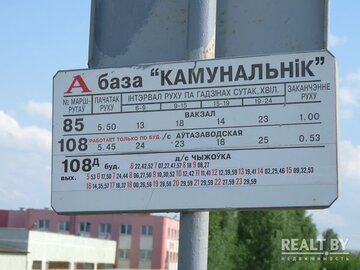 А база "КАМУНАЛЬНІК"
№ МАРШ-РУТАЎ ПАЧАТАК РУХУ ІНТЭРВАЛ РУХУ ПА ГАДЗІНАХ СУТАК, ХВІЛ. ЗАКАНЧЭННЕ РУХУ
6-9 9-15 15-19 19-24
ВАКЗАЛ
85 5.50 13 18 14 23 1.00
РАБОТАЕТ ТОЛЬКО ПО БУД. /С АЎТАЗАВОДСКАЯ
108 5.45 24 23 18 25 0.53
108д буд. д/с ЧЫЖОЎКА
вых.
REALT.BY
НЕДВИЖИМОСТЬ